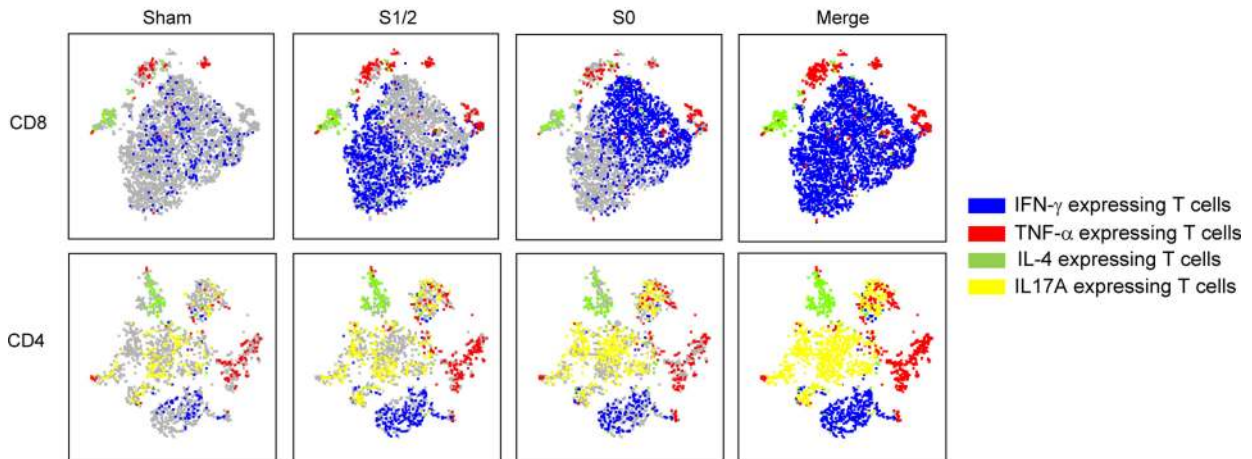 Sham S1/2 S0 Merge
CD8
CD4
IFN-γ expressing T cells
TNF-α expressing T cells
IL-4 expressing T cells
IL17A expressing T cells